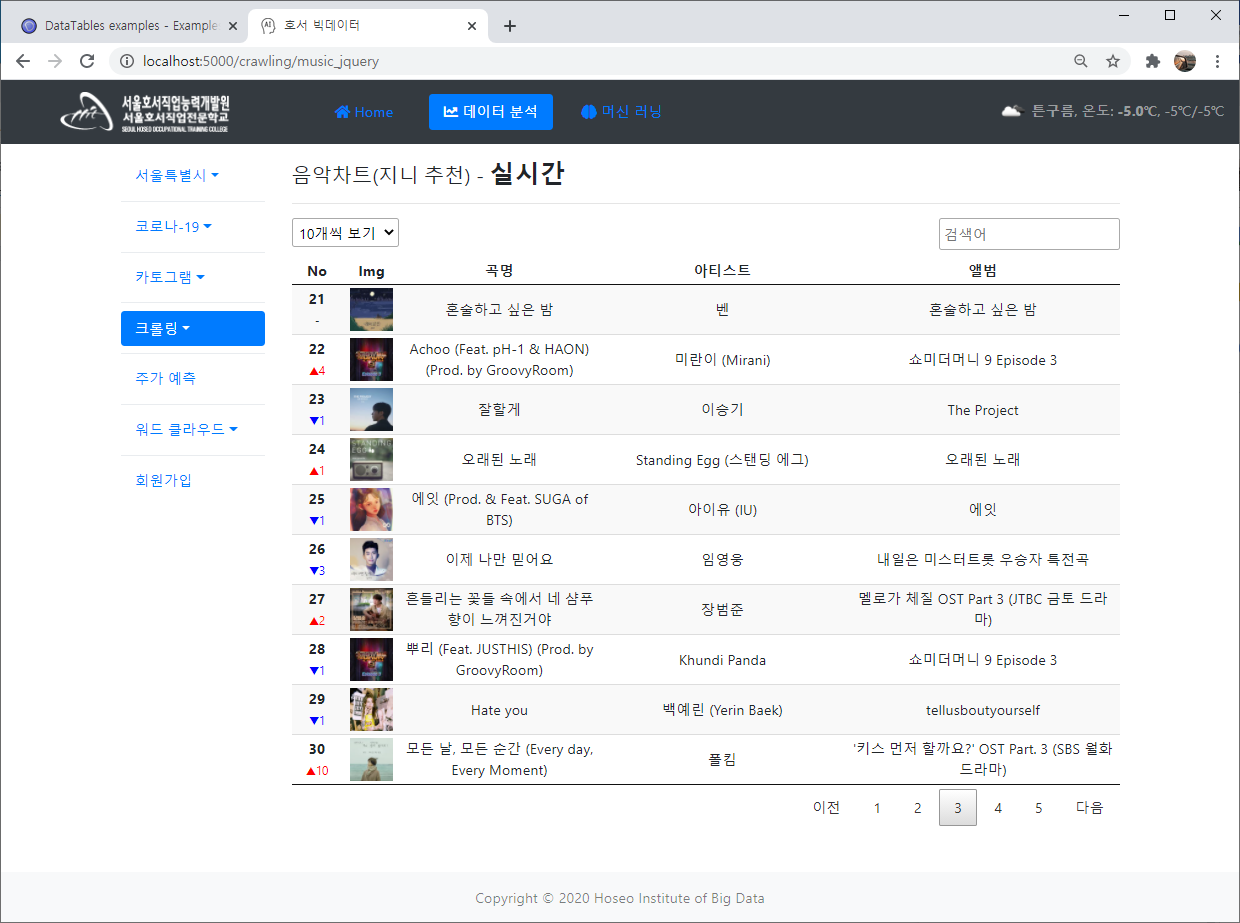 DataTables examples - Example
호서 빅데이터
localhost:5000/crawling/music_jquery
서울호서직업능력개발원
서울호서직업전문학교
SEOUL HOSEO OCCUPATIONAL TRAINING COLLEGE
Home
데이터 분석
머신 러닝
튼구름, 온도: -5.0℃, -5℃/-5℃
서울특별시
코로나-19
카토그램
크롤링
주가 예측
워드 클라우드
회원가입
음악차트(지니 추천) - 실시간
10개씩 보기
검색어
No Img 곡명 아티스트 앨범
21 혼술하고 싶은 밤 벤 혼술하고 싶은 밤
-
22 Achoo (Feat. pH-1 & HAON) 미란이 (Mirani) 쇼미더머니 9 Episode 3
▲4 (Prod. by GroovyRoom)
23 잘할게 이승기 The Project
▼1
24 STANDING EGG 오래된 노래 Standing Egg (스탠딩 에그) 오래된 노래
▲1
25 에잇 (Prod. & Feat. SUGA of 아이유 (IU) 에잇
▼1 BTS)
26 이제 나만 믿어요 임영웅 내일은 미스터트롯 우승자 특전곡
▼3
27 흔들리는 꽃들 속에서 네 샴푸 장범준 멜로가 체질 OST Part 3 (JTBC 금토 드라
▲2 향이 느껴진거야 마)
28 뿌리 (Feat. JUSTHIS) (Prod. by Khundi Panda 쇼미더머니 9 Episode 3
▼1 GroovyRoom)
29 Hate you 백예린 (Yerin Baek) tellusboutyourself
▼1
30 모든 날, 모든 순간 (Every day, 폴킴 '키스 먼저 할까요?' OST Part. 3 (SBS 월화
▲10 Every Moment) 드라마)
이전 1 2 3 4 5 다음
Copyright © 2020 Hoseo Institute of Big Data